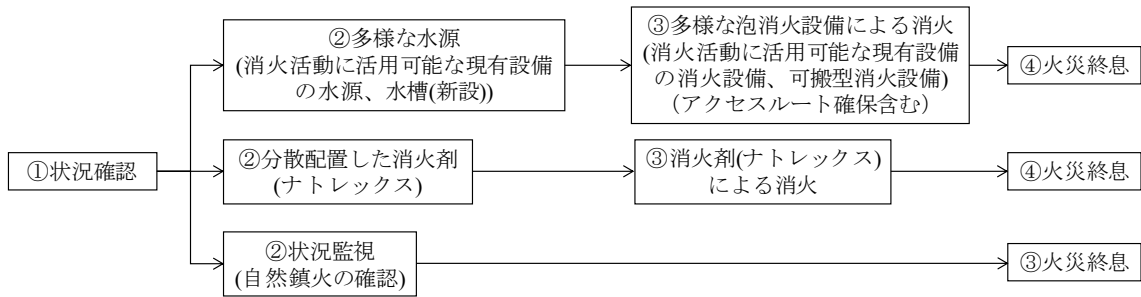 ①状況確認
②多様な水源
(消火活動に活用可能な現有設備
の水源、水槽(新設))
③多様な泡消火設備による消火
(消火活動に活用可能な現有設備
の消火設備、可搬型消火設備)
（アクセスルート確保含む）
④火災終息
②分散配置した消火剤
(ナトレックス)
③消火剤(ナトレックス)
による消火
④火災終息
②状況監視
(自然鎮火の確認)
③火災終息